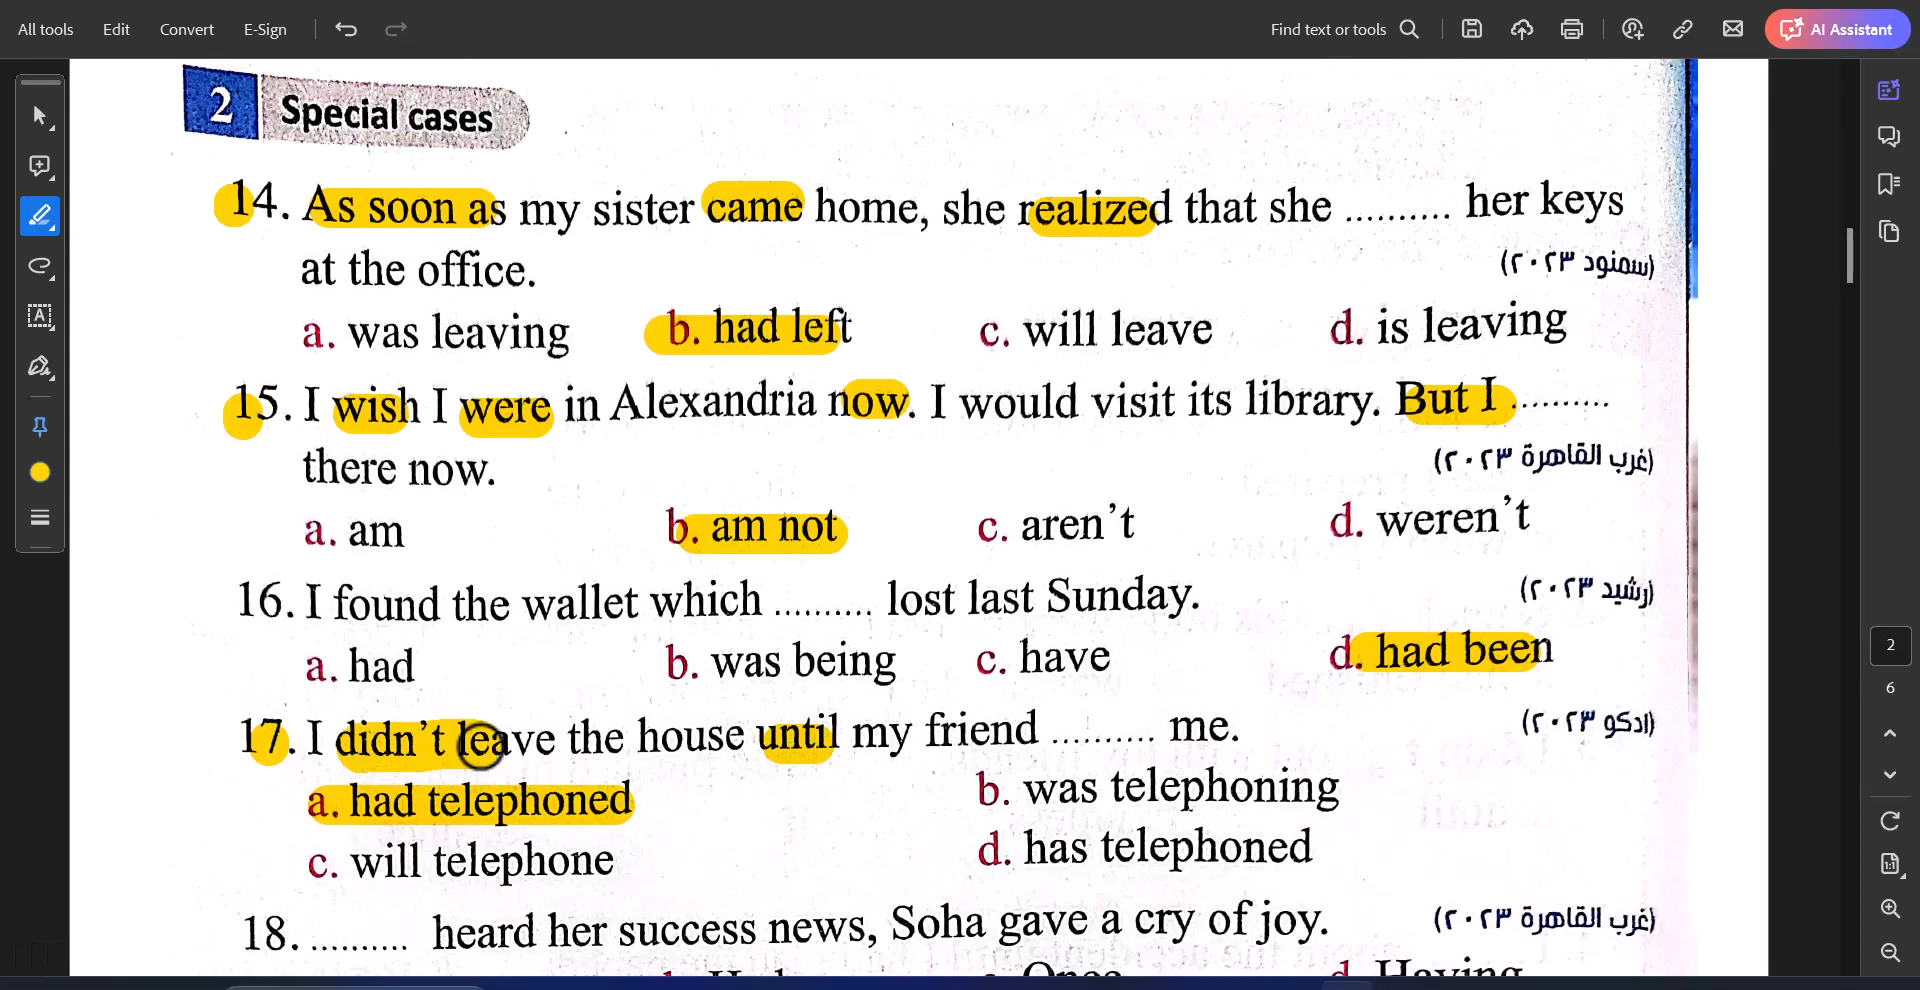 All tools Edit Convert E-Sign Find text or tools AI Assistant
2 Special cases
14. As soon as my sister came home, she realized that she .......... her keys
at the office. (سمنود ٢٠٢٣)
a. was leaving b. had left c. will leave d. is leaving
15. I wish I were in Alexandria now. I would visit its library. But I ..........
there now. (غرب القاهرة ٢٠٢٣)
a. am b. am not c. aren't d. weren't
16. I found the wallet which .......... lost last Sunday. (رشيد ٢٠٢٣)
a. had b. was being c. have d. had been
17. I didn't leave the house until my friend .......... me. (ادكو ٢٠٢٣)
a. had telephoned b. was telephoning
c. will telephone d. has telephoned
18. .......... heard her success news, Soha gave a cry of joy. (غرب القاهرة ٢٠٢٣)
c. Once d. Having
2
6